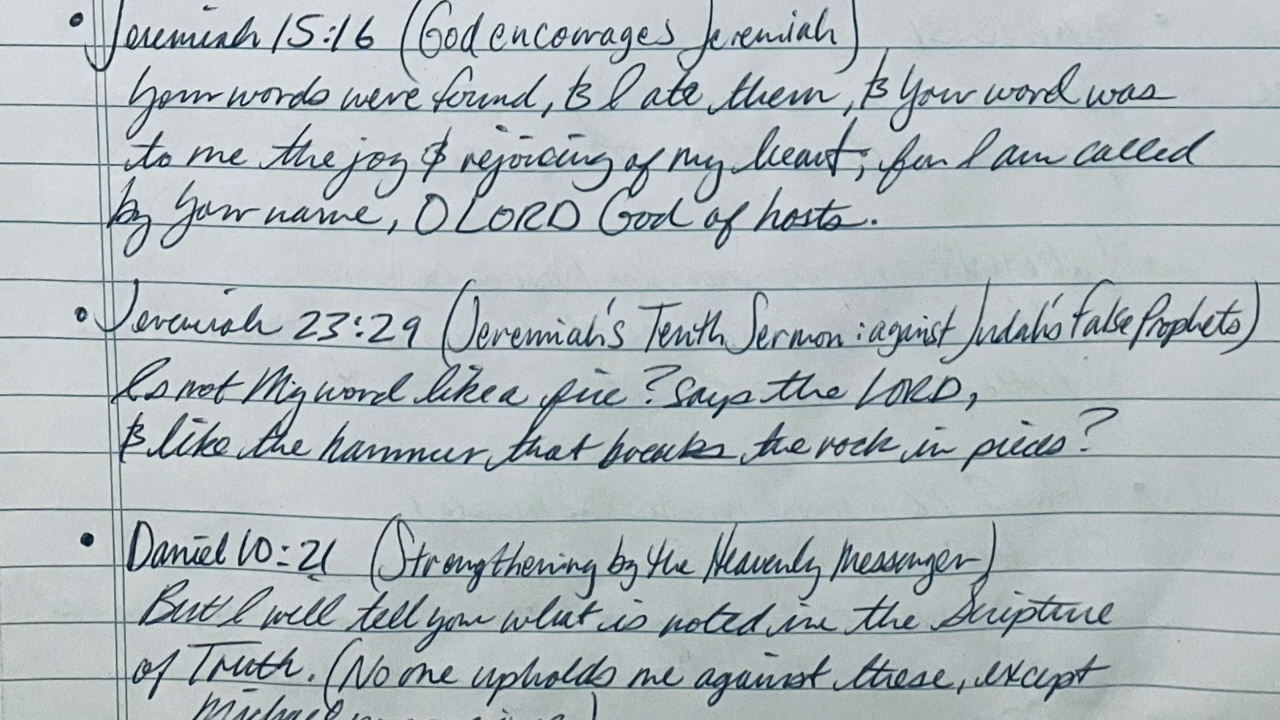 • Jeremiah 15:16 (God encourages Jeremiah)
Your words were found, & I ate them, & Your word was
to me the joy & rejoicing of my heart; for I am called
by Your name, O LORD God of hosts.
• Jeremiah 23:29 (Jeremiah's Tenth Sermon: against Judah's False Prophets)
Is not My word like a fire? says the LORD,
& like the hammer that breaks the rock in pieces?
• Daniel 10:21 (Strengthening by the Heavenly Messenger)
But I will tell you what is noted in the Scripture
of Truth. (No one upholds me against these, except
Michael